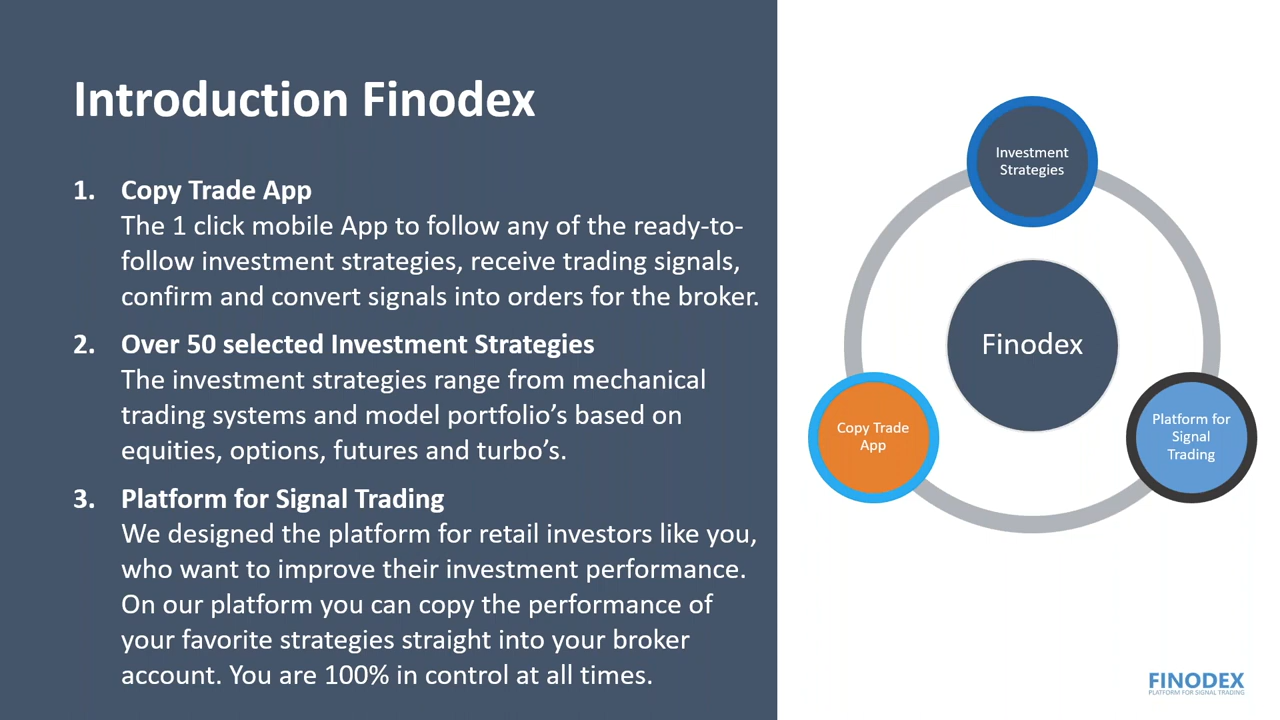 Introduction Finodex
1. Copy Trade App
The 1 click mobile App to follow any of the ready-to-
follow investment strategies, receive trading signals,
confirm and convert signals into orders for the broker.
2. Over 50 selected Investment Strategies
The investment strategies range from mechanical
trading systems and model portfolio’s based on
equities, options, futures and turbo’s.
3. Platform for Signal Trading
We designed the platform for retail investors like you,
who want to improve their investment performance.
On our platform you can copy the performance of
your favorite strategies straight into your broker
account. You are 100% in control at all times.
Investment
Strategies
Finodex
Copy Trade
App
Platform for
Signal
Trading
FINODEX
PLATFORM FOR SIGNAL TRADING